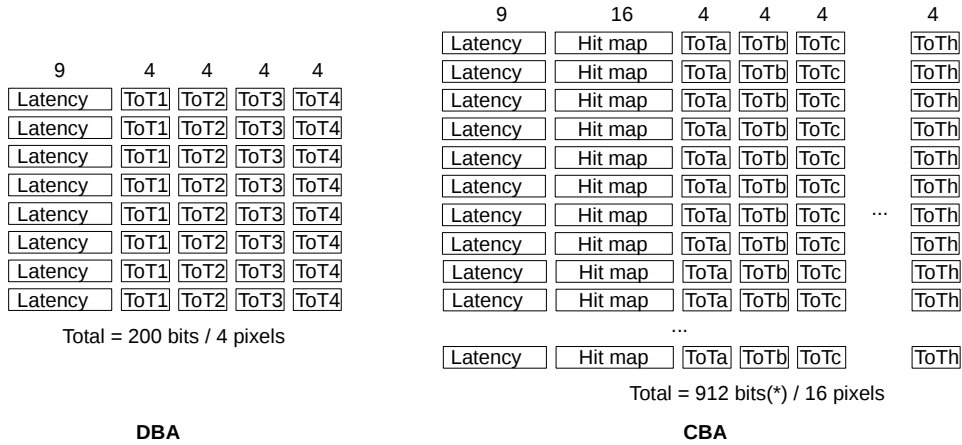 9 4 4 4 4
Latency ToT1 ToT2 ToT3 ToT4
Latency ToT1 ToT2 ToT3 ToT4
Latency ToT1 ToT2 ToT3 ToT4
Latency ToT1 ToT2 ToT3 ToT4
Latency ToT1 ToT2 ToT3 ToT4
Latency ToT1 ToT2 ToT3 ToT4
Latency ToT1 ToT2 ToT3 ToT4
Latency ToT1 ToT2 ToT3 ToT4
Total = 200 bits / 4 pixels
DBA
9 16 4 4 4 4
Latency Hit map ToTa ToTb ToTc ToTh
Latency Hit map ToTa ToTb ToTc ToTh
Latency Hit map ToTa ToTb ToTc ToTh
Latency Hit map ToTa ToTb ToTc ToTh
Latency Hit map ToTa ToTb ToTc ToTh
Latency Hit map ToTa ToTb ToTc ToTh
Latency Hit map ToTa ToTb ToTc ... ToTh
Latency Hit map ToTa ToTb ToTc ToTh
Latency Hit map ToTa ToTb ToTc ToTh
Latency Hit map ToTa ToTb ToTc ToTh
...
Latency Hit map ToTa ToTb ToTc ToTh
Total = 912 bits(*) / 16 pixels
CBA